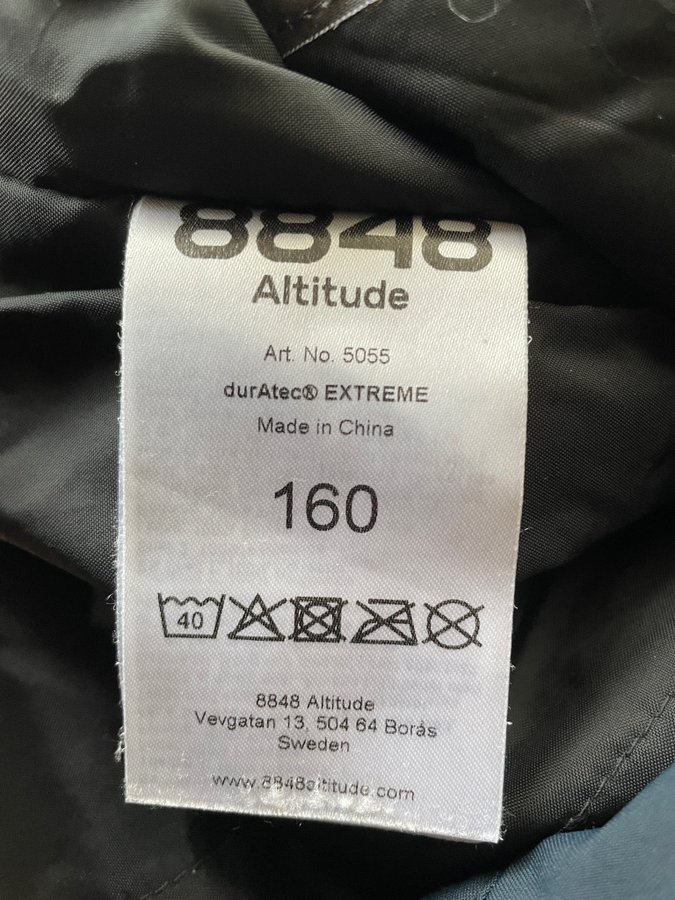 8848
Altitude
Art. No. 5055
durAtec® EXTREME
Made in China
160
40
8848 Altitude
Vevgatan 13, 504 64 Borås
Sweden
www.8848altitude.com